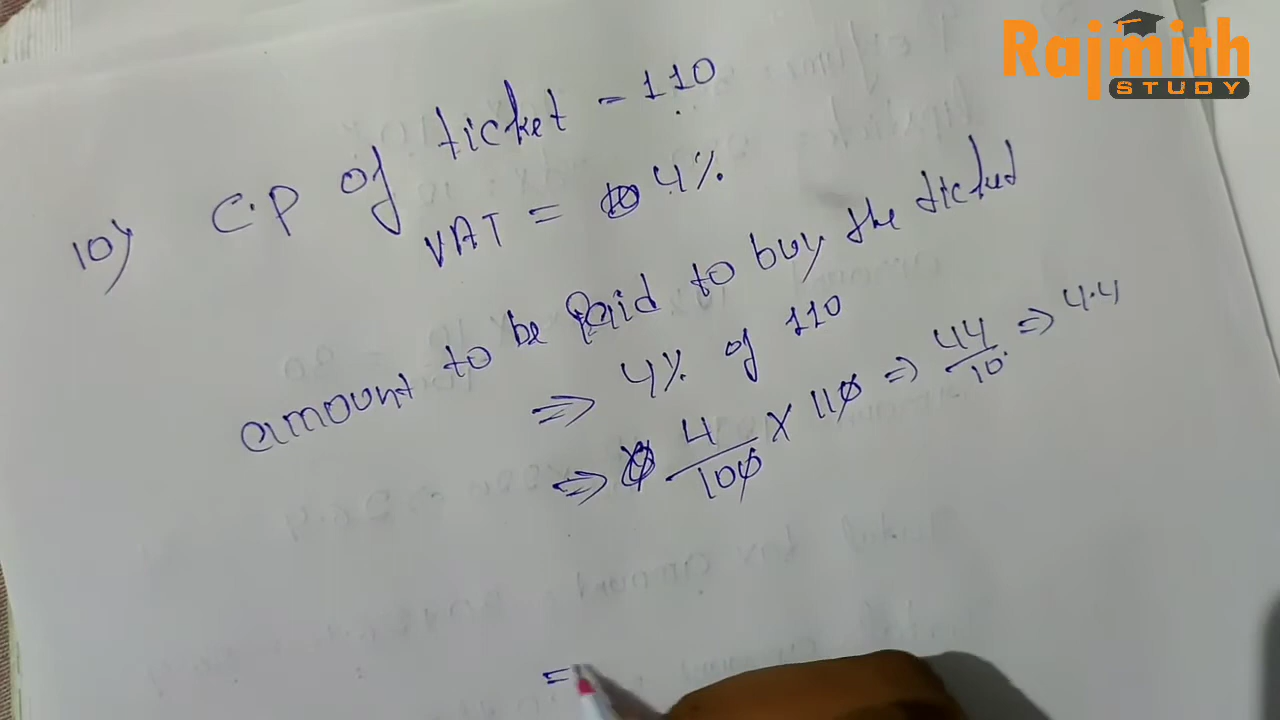 Rajmith
STUDY
10) C.P of ticket - 110
VAT = 4%
amount to be paid to buy the ticked
⇒ 4% of 110
⇒ 4/100 × 110 ⇒ 44/10 ⇒ 4.4
=